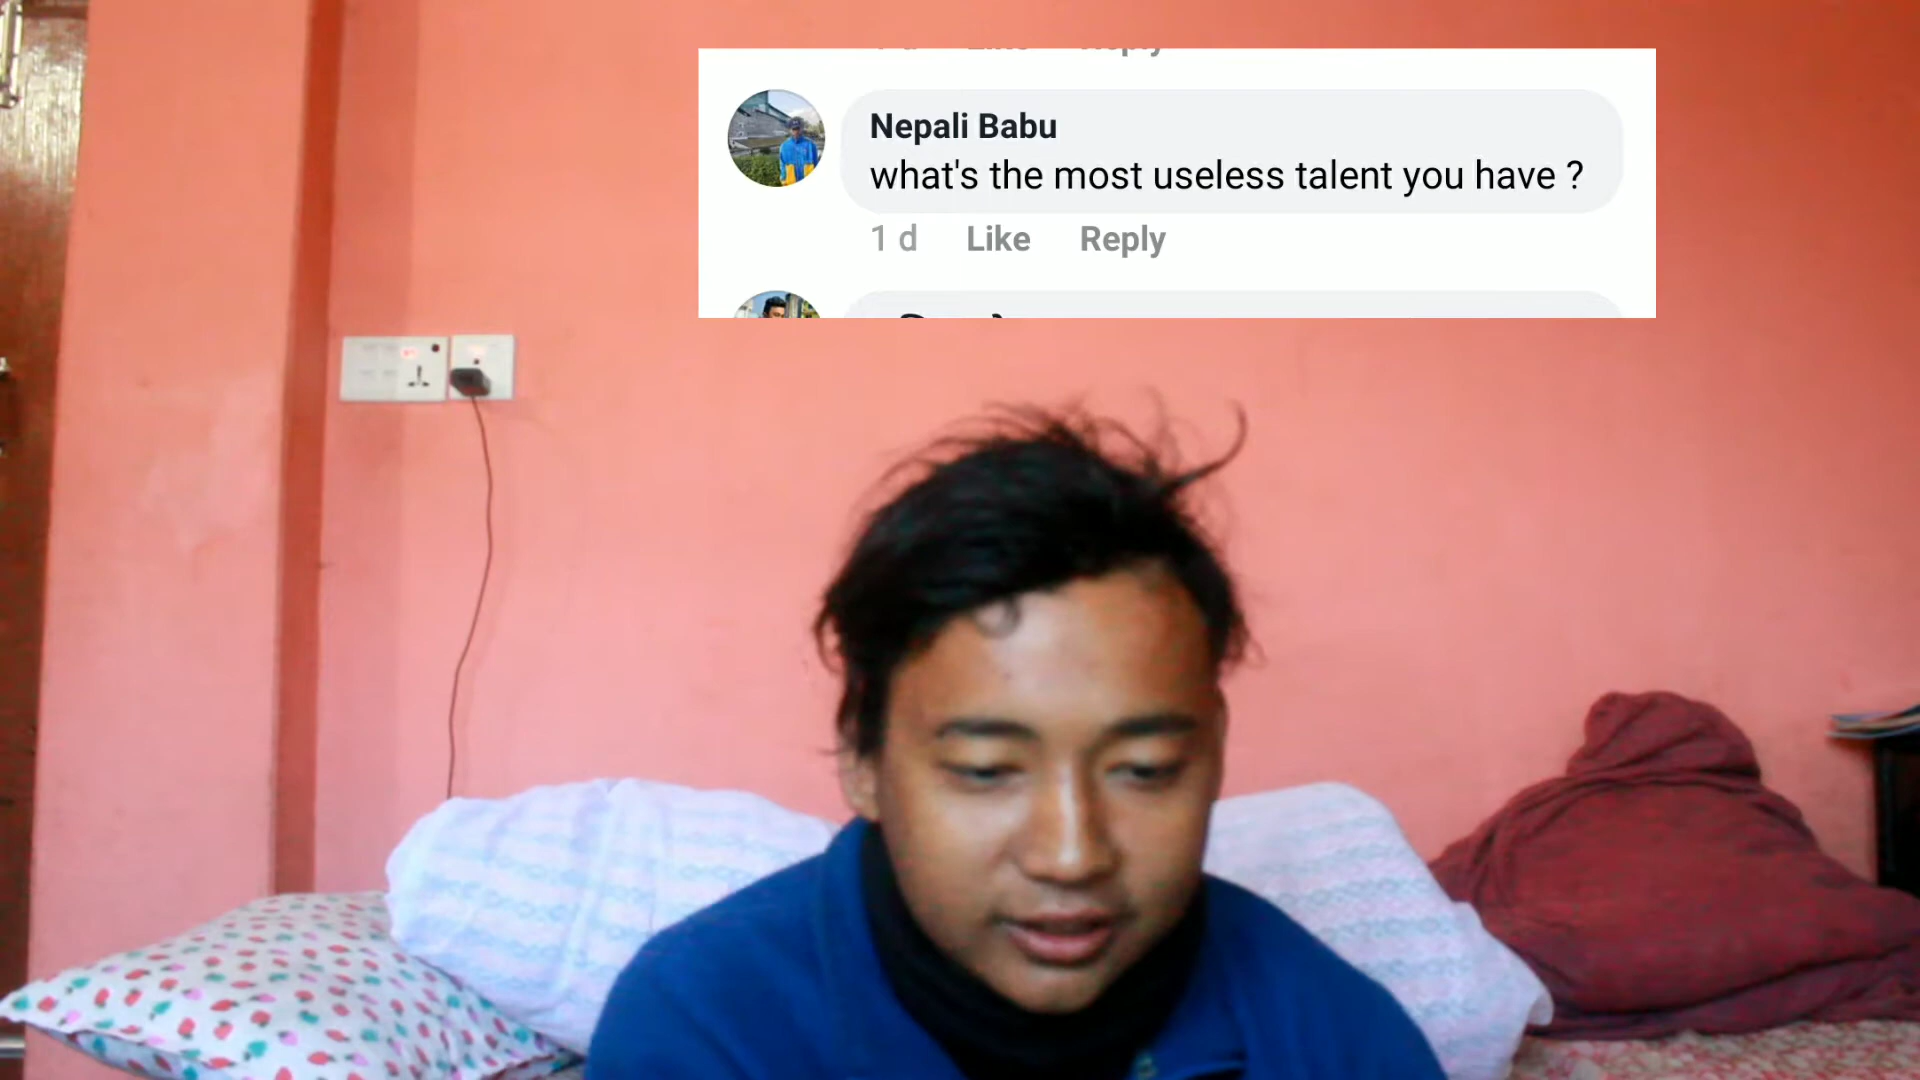 Nepali Babu
what's the most useless talent you have ?
1 d Like Reply